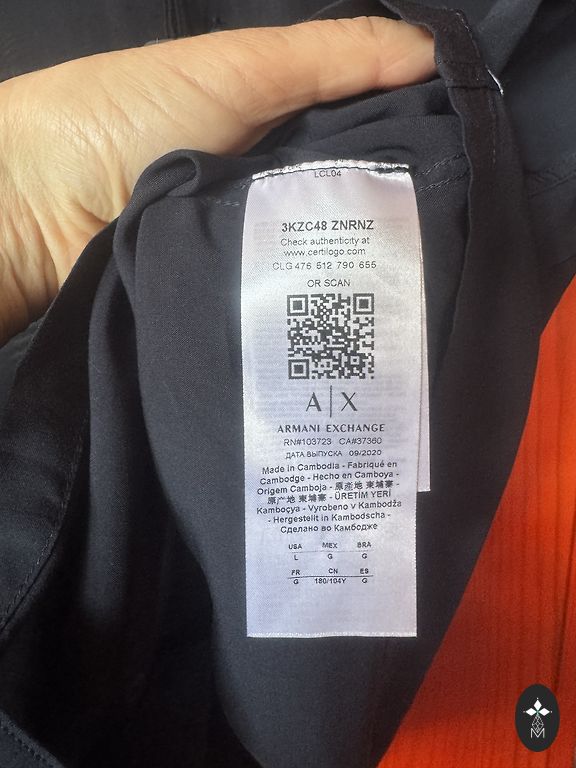 LCL04
3KZC48 ZNRNZ
Check authenticity at
www.certilogo.com
CLG 476 512 790 655
OR SCAN
A|X
ARMANI EXCHANGE
RN#103723 CA#37360
ДАТА ВЫПУСКА 09/2020
Made in Cambodia - Fabriqué en
Cambodge - Hecho en Camboya -
Origem Camboja - 原産地 柬埔寨 -
原产地 柬埔寨 - ÜRETİM YERİ
Kamboçya - Vyrobeno v Kambodža
- Hergestellt in Kambodscha -
Сделано во Камбодже
USA MEX BRA
L G G
FR CN ES
G 180/104Y G
M